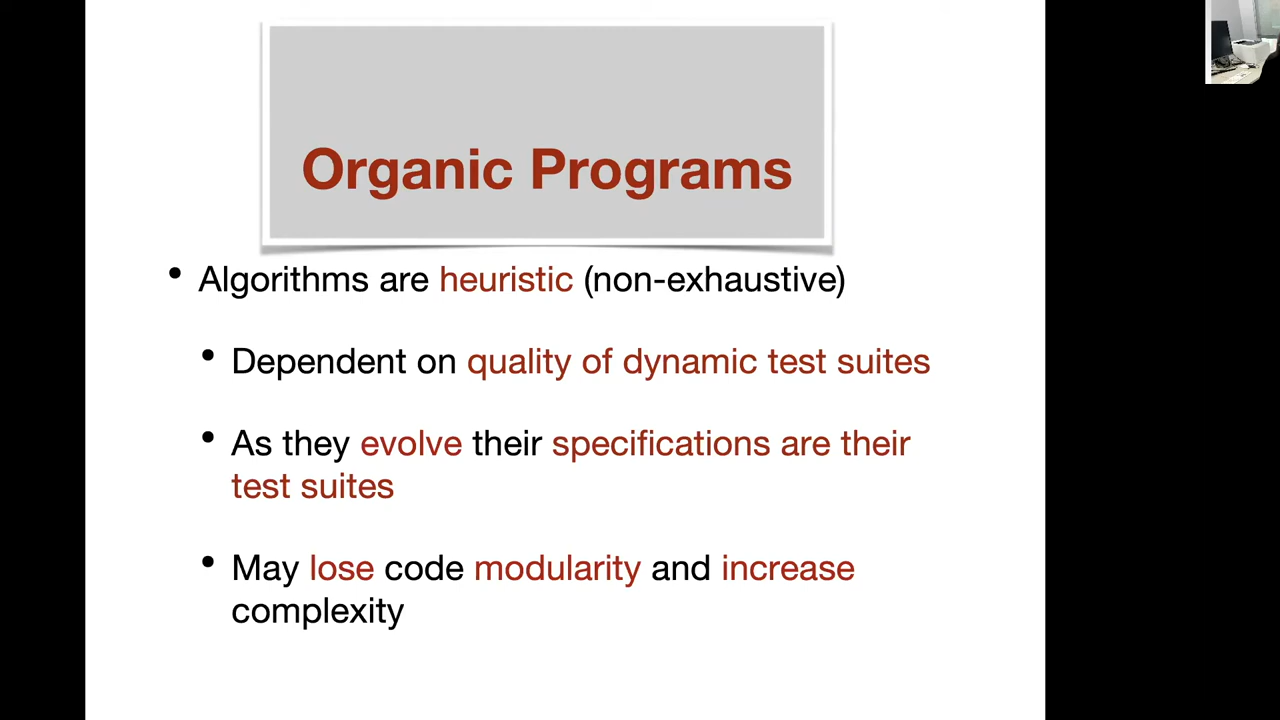 Organic Programs
• Algorithms are heuristic (non-exhaustive)
• Dependent on quality of dynamic test suites
• As they evolve their specifications are their
test suites
• May lose code modularity and increase
complexity